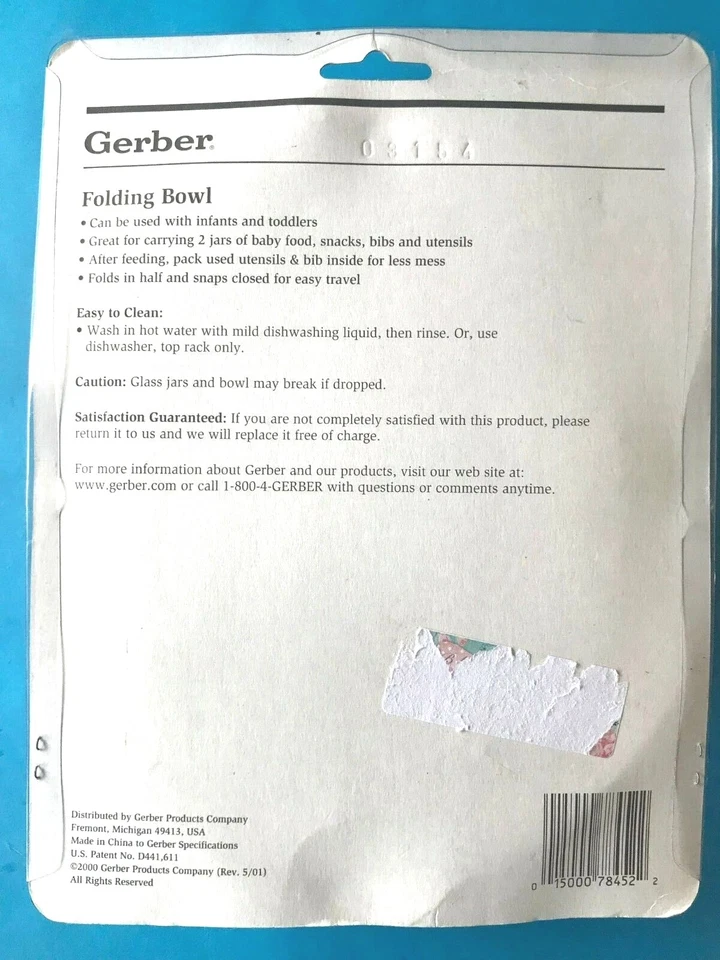 Gerber®
03154
Folding Bowl
• Can be used with infants and toddlers
• Great for carrying 2 jars of baby food, snacks, bibs and utensils
• After feeding, pack used utensils & bib inside for less mess
• Folds in half and snaps closed for easy travel
Easy to Clean:
• Wash in hot water with mild dishwashing liquid, then rinse. Or, use
dishwasher, top rack only.
Caution: Glass jars and bowl may break if dropped.
Satisfaction Guaranteed: If you are not completely satisfied with this product, please
return it to us and we will replace it free of charge.
For more information about Gerber and our products, visit our web site at:
www.gerber.com or call 1-800-4-GERBER with questions or comments anytime.
Distributed by Gerber Products Company
Fremont, Michigan 49413, USA
Made in China to Gerber Specifications
U.S. Patent No. D441,611
©2000 Gerber Products Company (Rev. 5/01)
All Rights Reserved
0 15000 78452 2